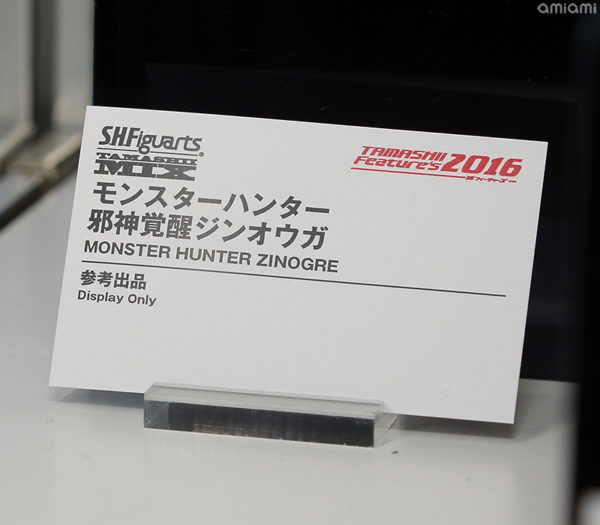 amiami
S.H.Figuarts
TAMASHII
MIX
TAMASHII
Feature's 2016
魂フィーチャーズ
モンスターハンター
邪神覚醒ジンオウガ
MONSTER HUNTER ZINOGRE
参考出品
Display Only